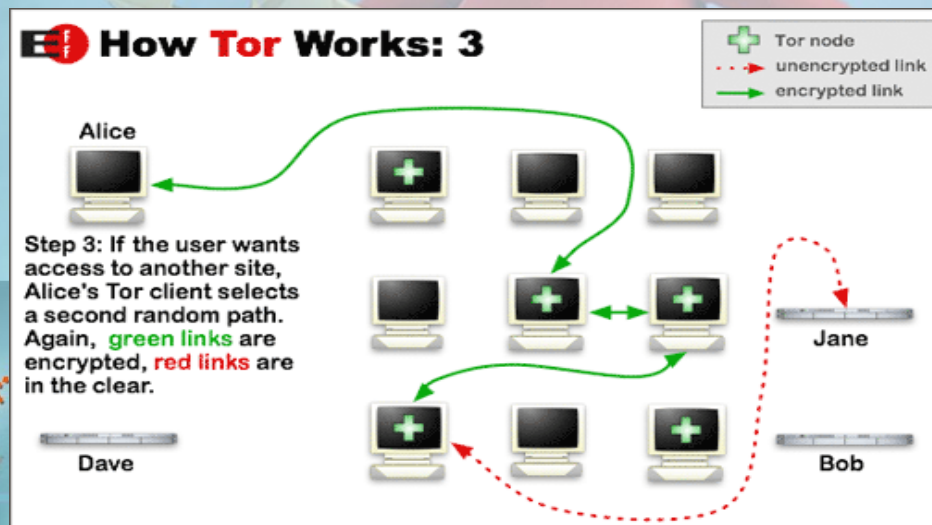 EFF How Tor Works: 3
Tor node
unencrypted link
encrypted link
Alice
Step 3: If the user wants
access to another site,
Alice's Tor client selects
a second random path.
Again, green links are
encrypted, red links are
in the clear.
Jane
Dave
Bob